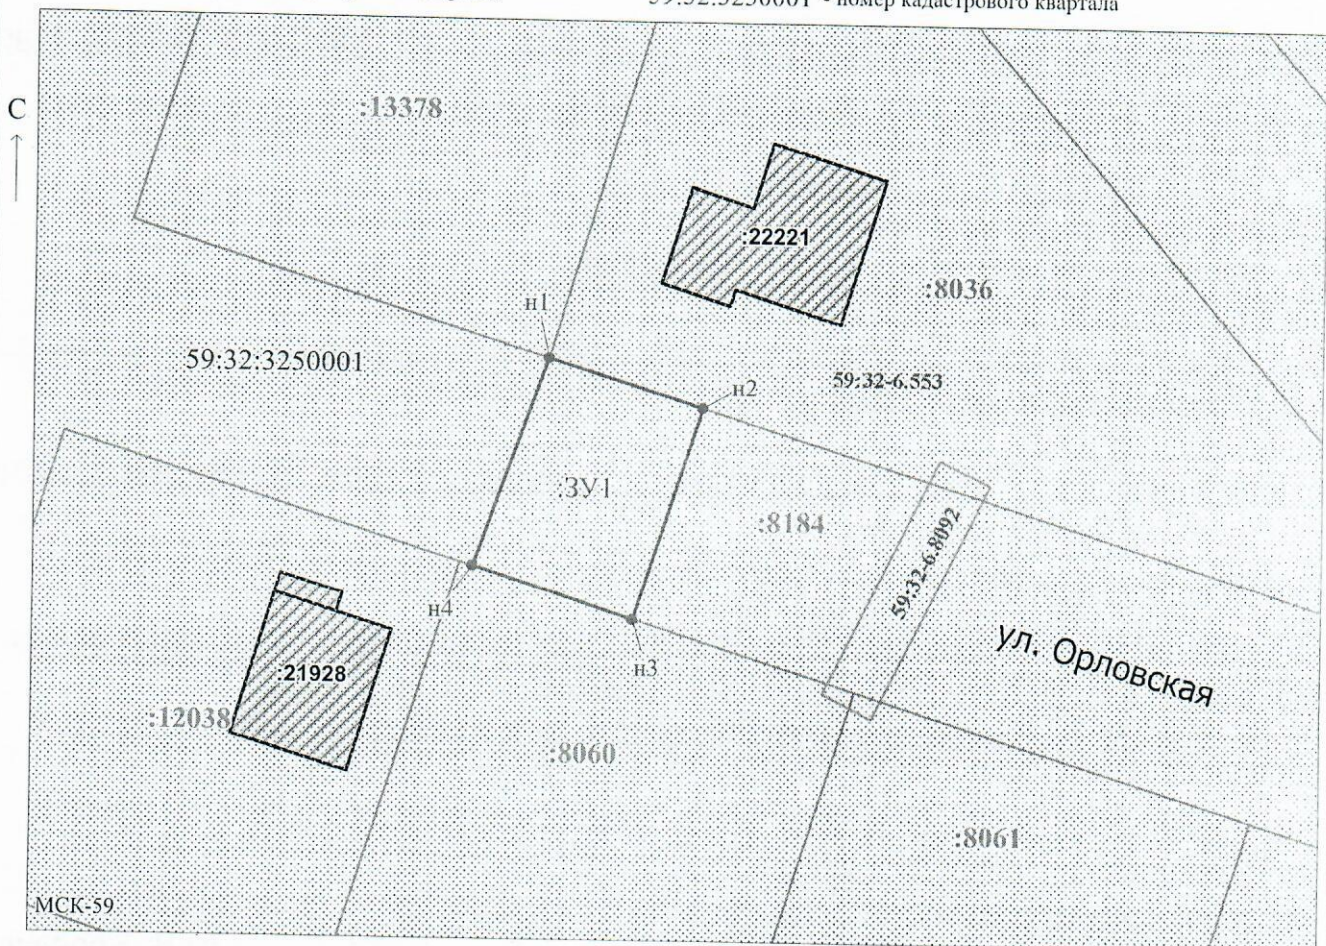 59:32:3250001 - номер кадастрового квартала
С
:13378
:22221
:8036
н1
59:32:3250001
59:32-6.553
н2
:ЗУ1
:8184
59:32-6.8092
н4
ул. Орловская
н3
:21928
:12038
:8060
:8061
МСК-59